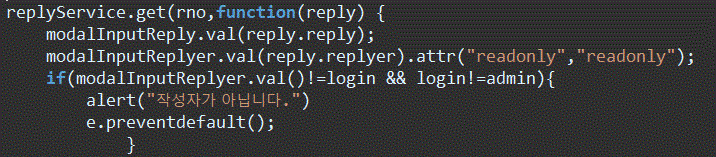 replyService.get(rno,function(reply) {
modalInputReply.val(reply.reply);
modalInputReplyer.val(reply.replyer).attr("readonly","readonly");
if(modalInputReplyer.val()!=login && login!=admin){
alert("작성자가 아닙니다.")
e.preventdefault();
}